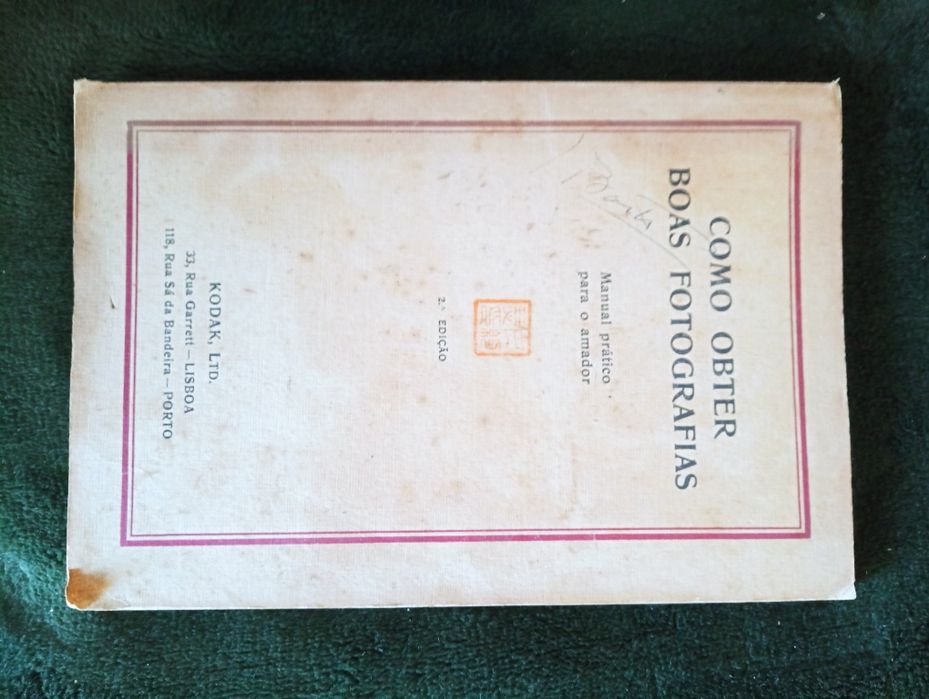 COMO OBTER
BOAS FOTOGRAFIAS
Manual prático
para o amador
2.ª EDIÇÃO
KODAK, LTD.
33, Rua Garrett — LISBOA
118, Rua Sá da Bandeira — PORTO